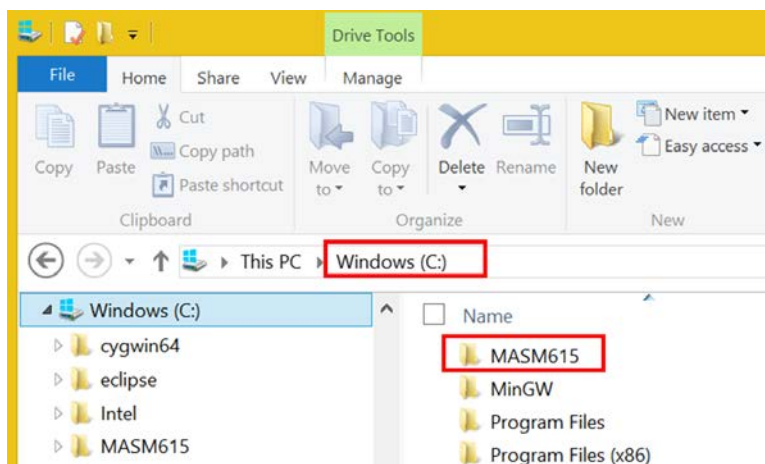 Drive Tools
File Home Share View Manage
Cut
Copy path
Paste shortcut
Copy Paste
Move to
Copy to
Delete Rename
New folder
New item
Easy access
Clipboard Organize New
This PC Windows (C:)
Windows (C:)
cygwin64
eclipse
Intel
MASM615
Name
MASM615
MinGW
Program Files
Program Files (x86)